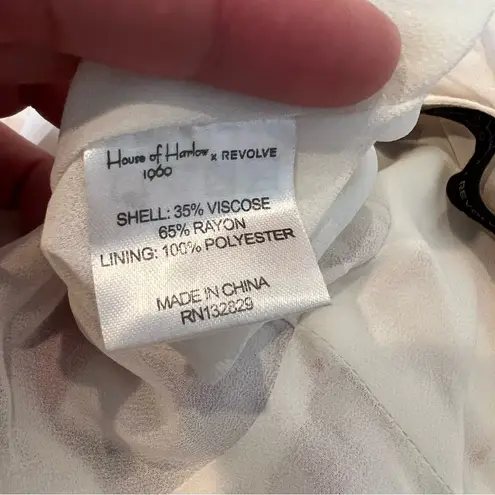 House of Harlow x REVOLVE
1960
SHELL: 35% VISCOSE
65% RAYON
LINING: 100% POLYESTER
MADE IN CHINA
RN132829